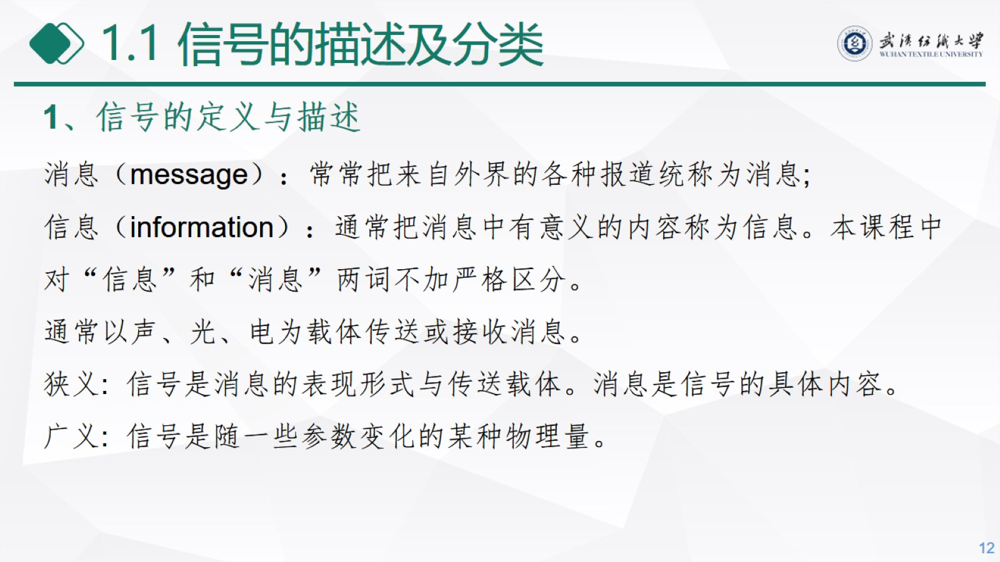 1.1 信号的描述及分类
武汉纺织大学
WUHAN TEXTILE UNIVERSITY
1、信号的定义与描述
消息（message）：常常把来自外界的各种报道统称为消息;
信息（information）：通常把消息中有意义的内容称为信息。本课程中
对“信息”和“消息”两词不加严格区分。
通常以声、光、电为载体传送或接收消息。
狭义: 信号是消息的表现形式与传送载体。消息是信号的具体内容。
广义: 信号是随一些参数变化的某种物理量。
12